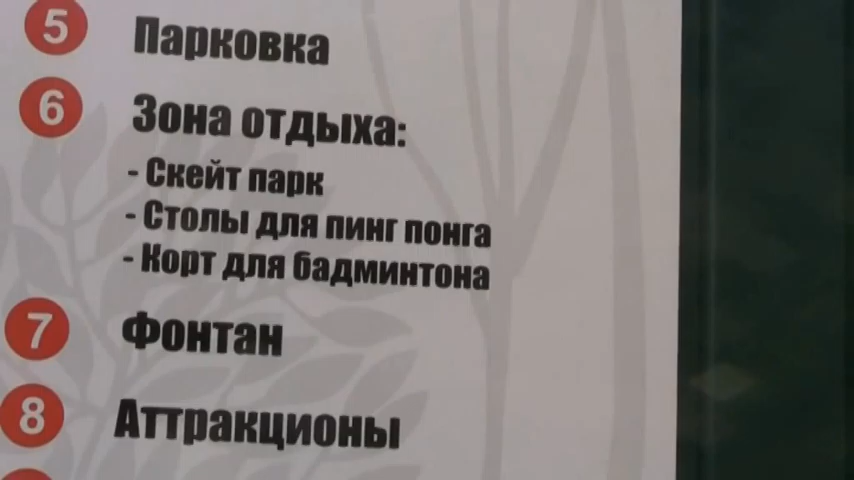 5 Парковка
6 Зона отдыха:
- Скейт парк
- Столы для пинг понга
- Корт для бадминтона
7 Фонтан
8 Аттракционы